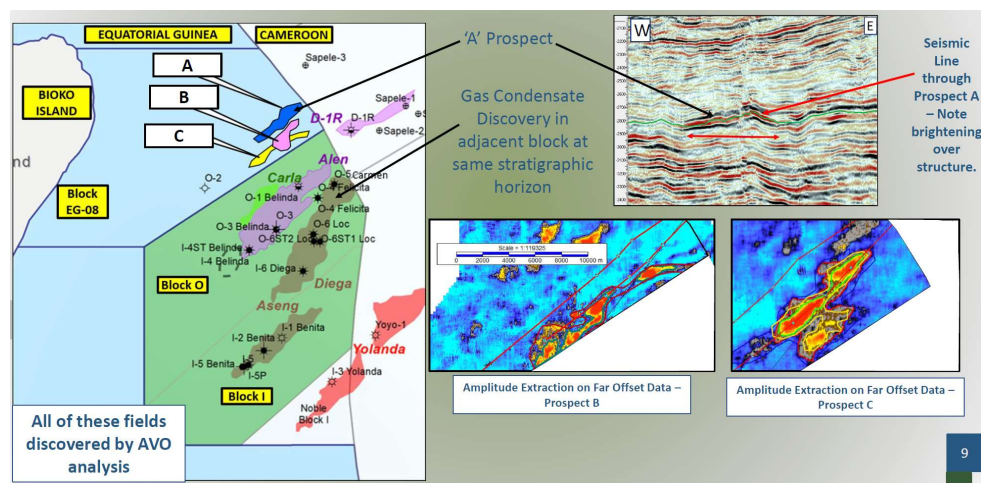 EQUATORIAL GUINEA
CAMEROON
Sapele-3
A
BIOKO
ISLAND
B
Sapele-1
D-1R
D-1R
Sapele-2
C
nd
Alen
O-2
Carla
O-5
Carmen
Felicita
Block
EG-08
O-1 Belinda
O-4 Felicita
O-3
O-3 Belinda
O-6 Loc
O-6ST2 Loc
O-6ST1 Loc
I-4ST Belinda
I-4 Belinda
I-6 Diega
Block O
Diega
Aseng
I-1 Benita
Yoyo-1
I-2 Benita
Yolanda
I-5 Benita
I-5
I-5P
I-3 Yolanda
Block I
Noble
Block I
All of these fields
discovered by AVO
analysis
‘A’ Prospect
Gas Condensate
Discovery in
adjacent block at
same stratigraphic
horizon
W
E
Seismic
Line
through
Prospect A
– Note
brightening
over
structure.
Scale = 1:119325
0 2000 4000 6000 8000 10000 m
Amplitude Extraction on Far Offset Data –
Prospect B
Amplitude Extraction on Far Offset Data –
Prospect C
9